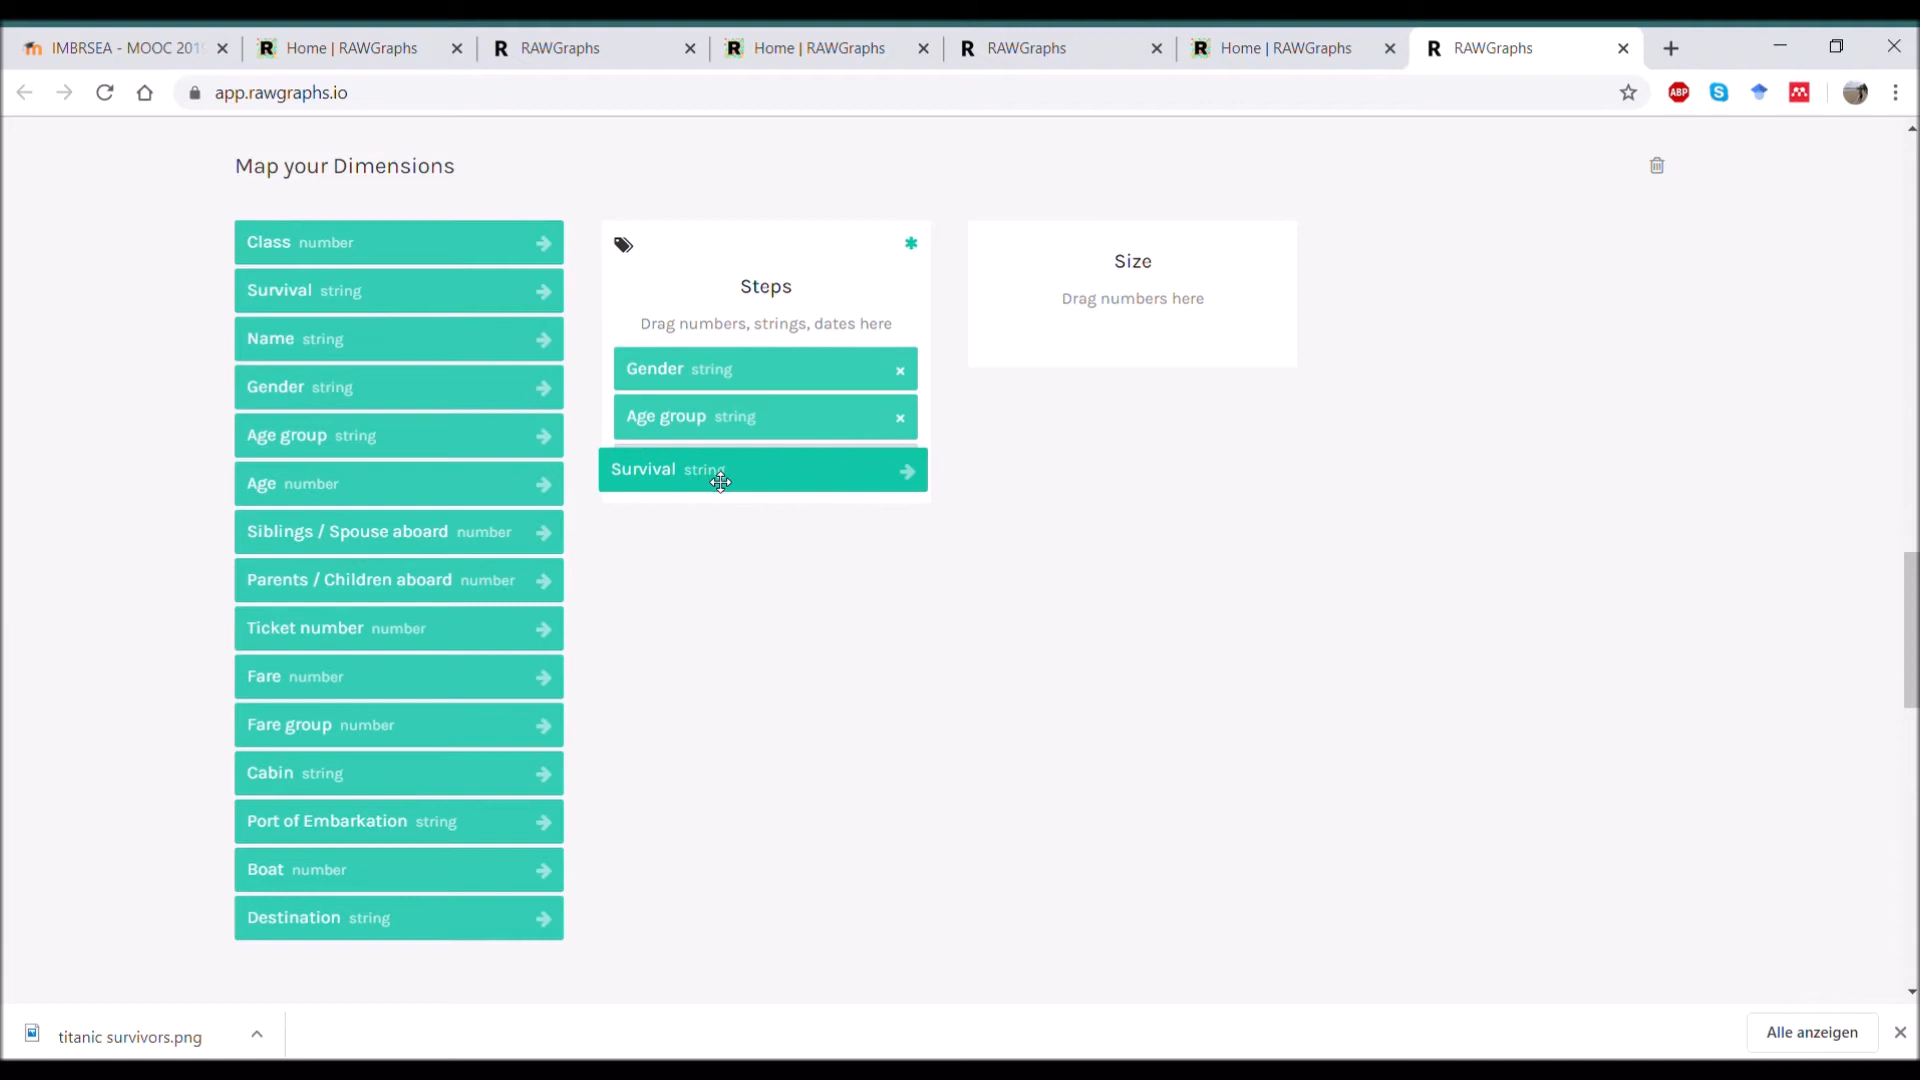 IMBRSEA - MOOC 201
Home | RAWGraphs
RAWGraphs
Home | RAWGraphs
RAWGraphs
Home | RAWGraphs
RAWGraphs
app.rawgraphs.io
ABP
Map your Dimensions
Class number
Survival string
Name string
Gender string
Age group string
Age number
Siblings / Spouse aboard number
Parents / Children aboard number
Ticket number number
Fare number
Fare group number
Cabin string
Port of Embarkation string
Boat number
Destination string
Steps
Drag numbers, strings, dates here
Gender string
Age group string
Survival string
Size
Drag numbers here
titanic survivors.png
Alle anzeigen